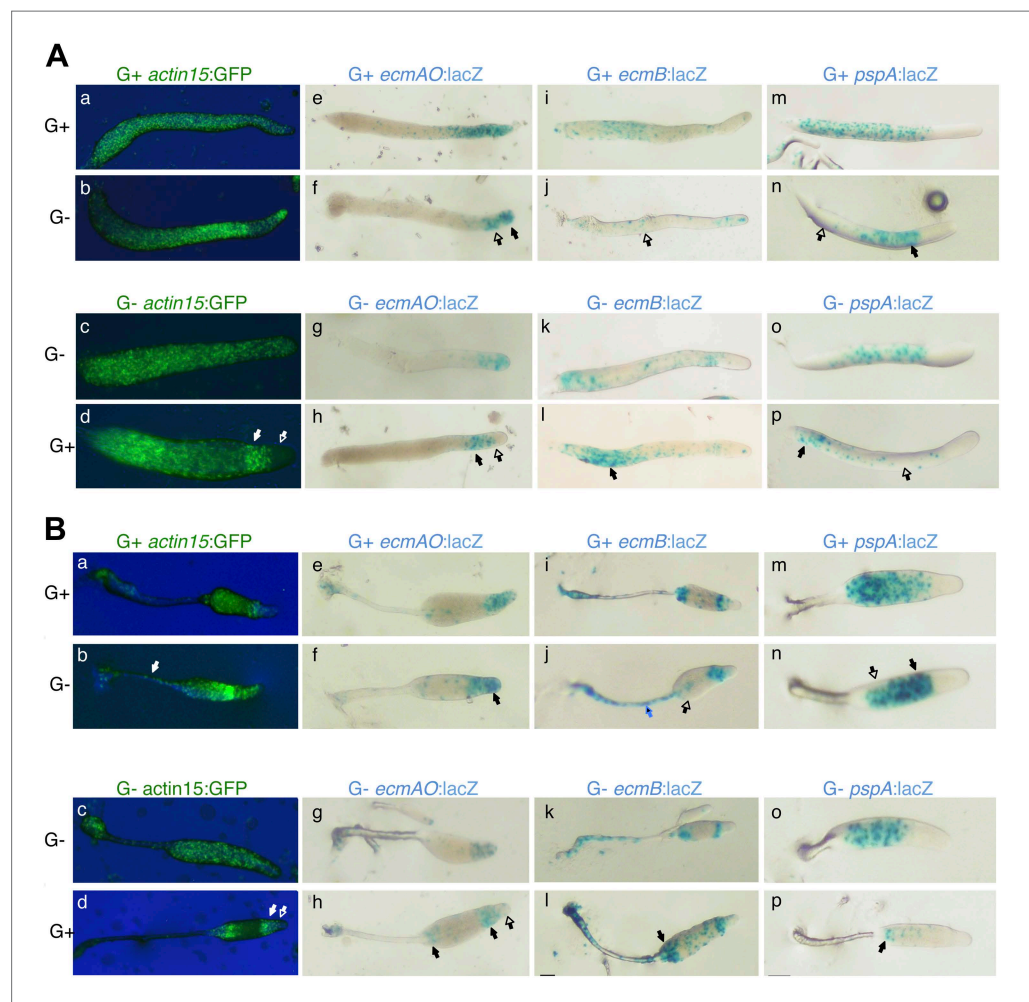 A
G+ actin15:GFP G+ ecmAO:lacZ G+ ecmB:lacZ G+ pspA:lacZ
a e i m
G+
b f j n
G-
G- actin15:GFP G- ecmAO:lacZ G- ecmB:lacZ G- pspA:lacZ
c g k o
G-
d h l p
G+
B
G+ actin15:GFP G+ ecmAO:lacZ G+ ecmB:lacZ G+ pspA:lacZ
a e i m
G+
b f j n
G-
G- actin15:GFP G- ecmAO:lacZ G- ecmB:lacZ G- pspA:lacZ
c g k o
G-
d h l p
G+